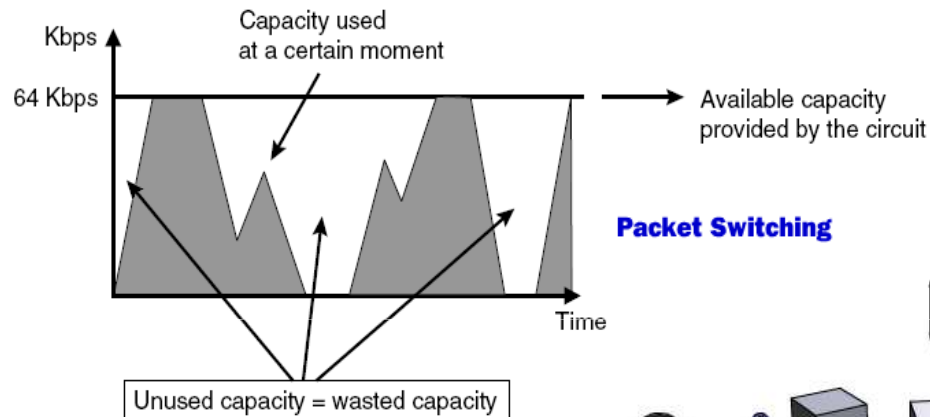 Kbps
Capacity used
at a certain moment
64 Kbps
Available capacity
provided by the circuit
Packet Switching
Time
Unused capacity = wasted capacity